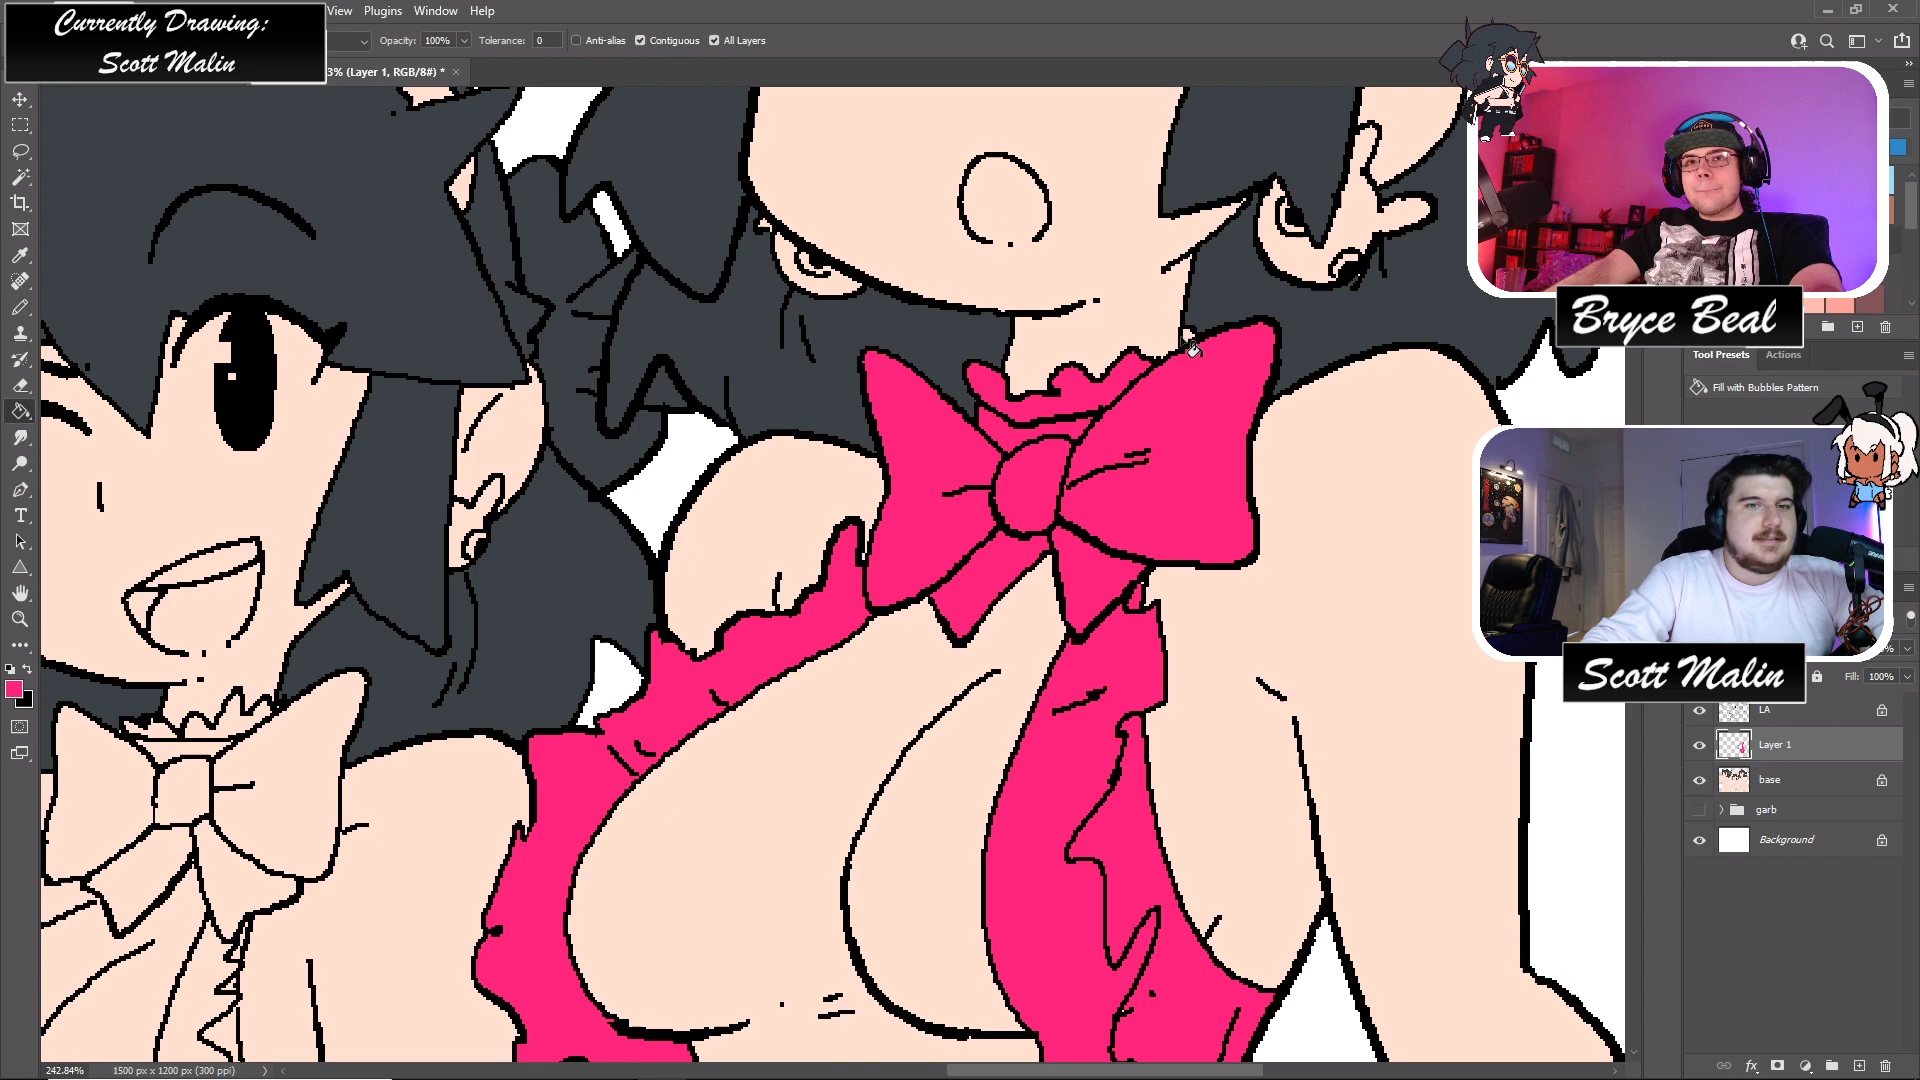 Currently Drawing:
Scott Malin
View Plugins Window Help
Opacity: 100% Tolerance: 0 Anti-alias Contiguous All Layers
3% (Layer 1, RGB/8#) *
Bryce Beal
Tool Presets Actions
Fill with Bubbles Pattern
Scott Malin
Fill: 100%
LA
Layer 1
base
garb
Background
242.84% 1500 px x 1200 px (300 ppi)